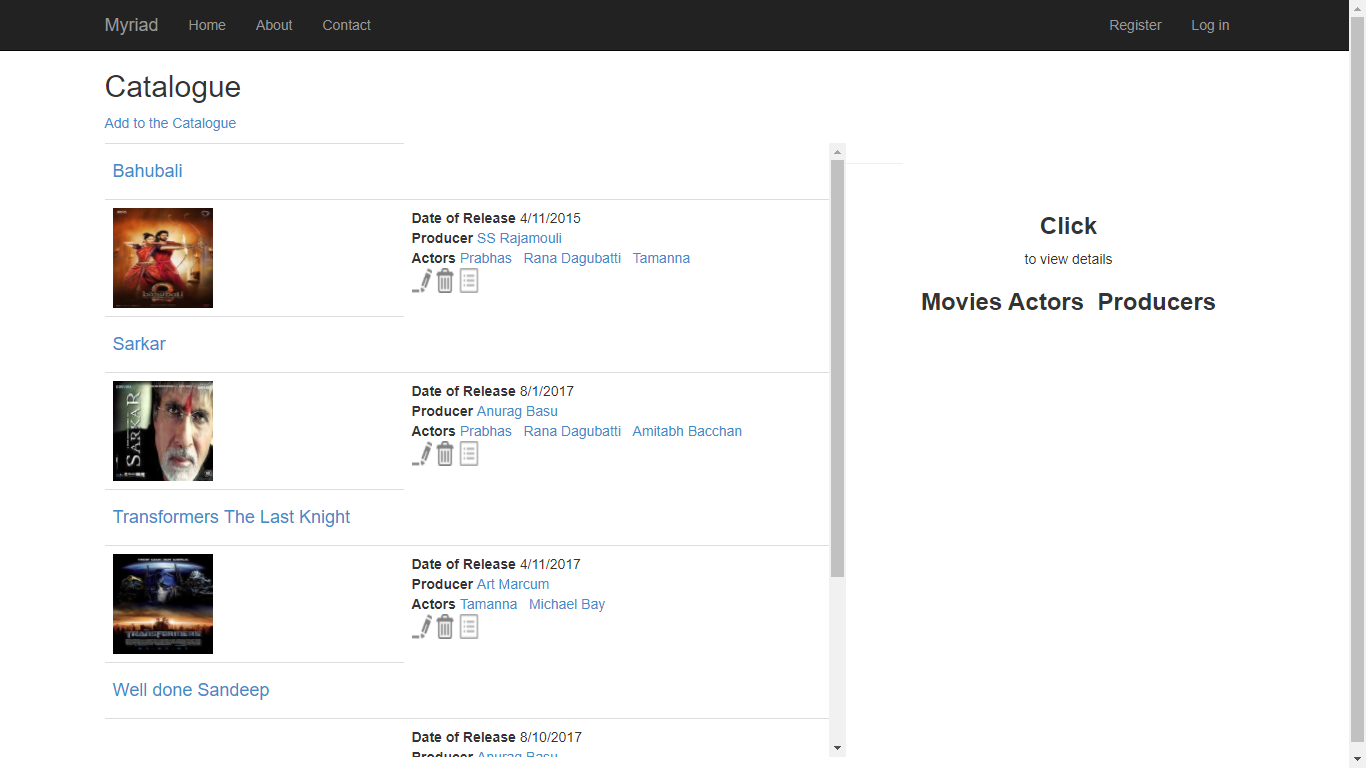 Myriad Home About Contact Register Log in
Catalogue
Add to the Catalogue
Bahubali
Date of Release 4/11/2015
Producer SS Rajamouli
Actors Prabhas Rana Dagubatti Tamanna
Sarkar
SARKAR
Date of Release 8/1/2017
Producer Anurag Basu
Actors Prabhas Rana Dagubatti Amitabh Bacchan
Transformers The Last Knight
TRANSFORMERS
Date of Release 4/11/2017
Producer Art Marcum
Actors Tamanna Michael Bay
Well done Sandeep
Date of Release 8/10/2017
Producer Anurag Basu
Click
to view details
Movies Actors Producers